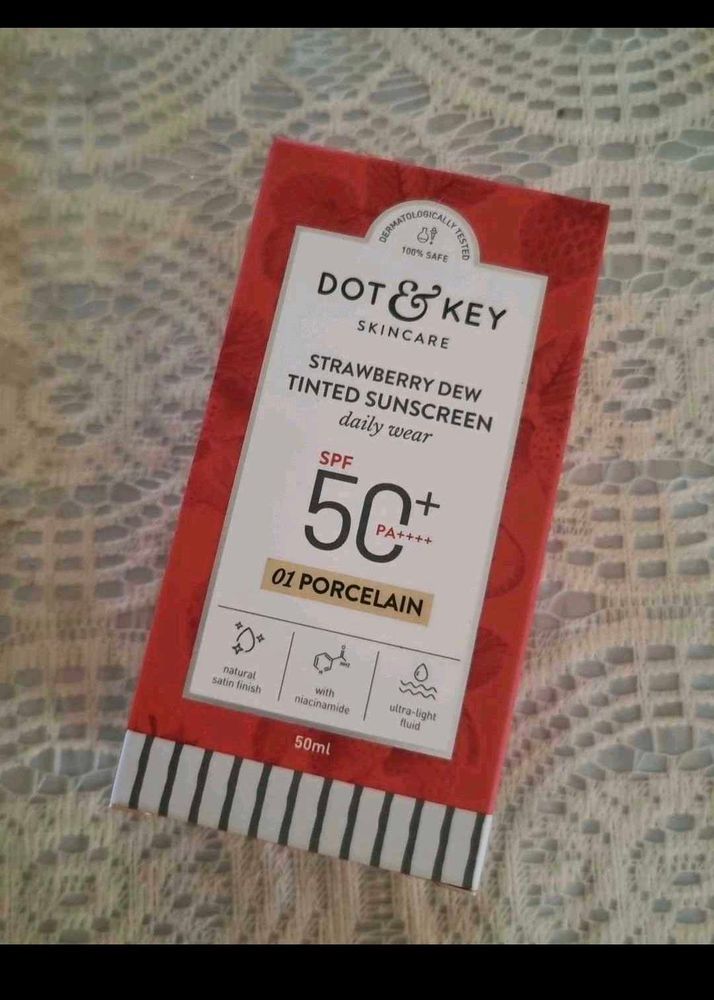 DERMATOLOGICALLY TESTED
100% SAFE
DOT & KEY
SKINCARE
STRAWBERRY DEW
TINTED SUNSCREEN
daily wear
SPF
50+
PA++++
01 PORCELAIN
natural
satin finish
with
niacinamide
ultra-light
fluid
50ml